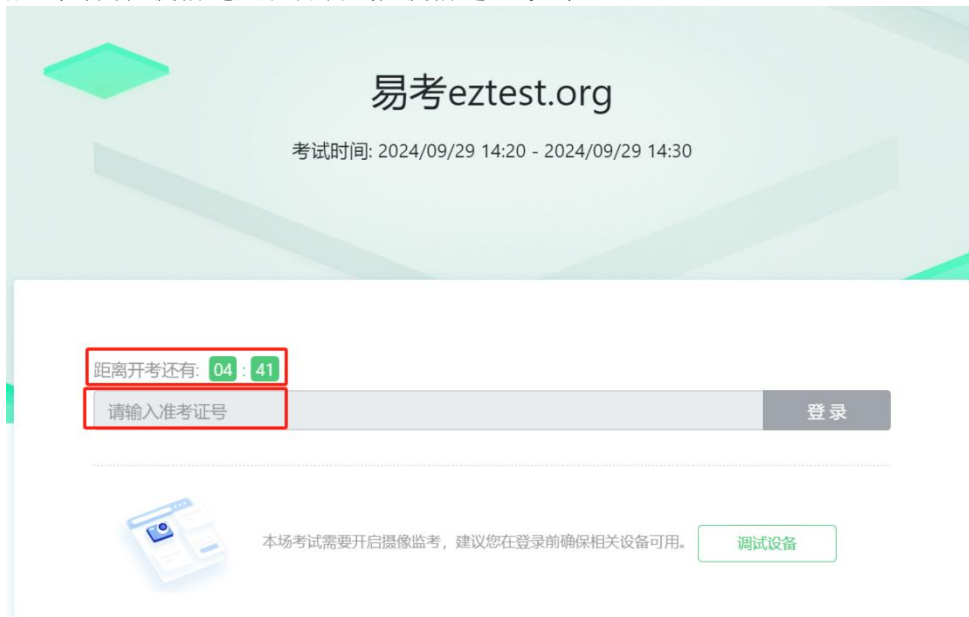 易考eztest.org
考试时间: 2024/09/29 14:20 - 2024/09/29 14:30
距离开考还有: 04 : 41
请输入准考证号
登录
本场考试需要开启摄像监考，建议您在登录前确保相关设备可用。
调试设备